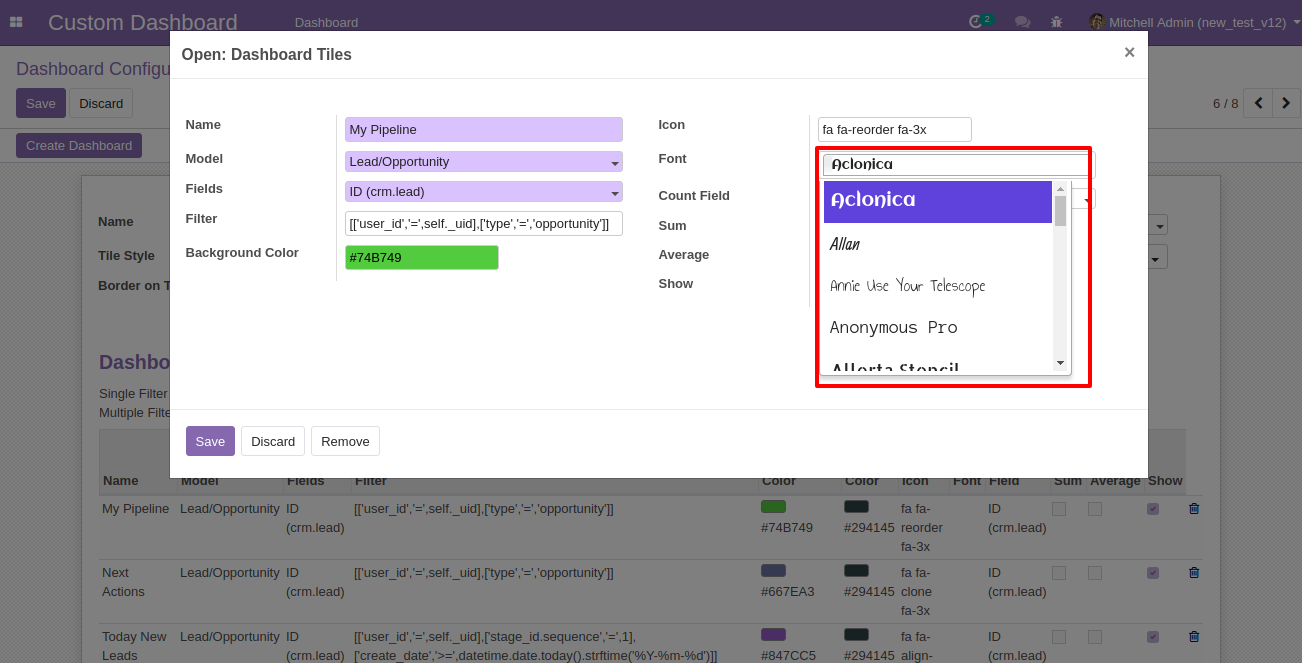 Custom Dashboard
Dashboard
2
Mitchell Admin (new_test_v12)
Open: Dashboard Tiles
×
Dashboard Configu
Save
Discard
6 / 8
Create Dashboard
Name
My Pipeline
Icon
fa fa-reorder fa-3x
Model
Lead/Opportunity
Font
Aclonica
Fields
ID (crm.lead)
Count Field
Aclonica
Filter
[['user_id','=',self._uid],['type','=','opportunity']]
Sum
Allan
Background Color
#74B749
Average
Show
Annie Use Your Telescope
Anonymous Pro
Allerta Stencil
Name
Tile Style
Border on T
Dashbo
Single Filter
Multiple Filte
Save
Discard
Remove
Name
Model
Fields
Filter
Color
Color
Icon
Font
Field
Sum
Average
Show
My Pipeline
Lead/Opportunity
ID
(crm.lead)
[['user_id','=',self._uid],['type','=','opportunity']]
#74B749
#294145
fa fa-
reorder
fa-3x
ID
(crm.lead)
Next
Actions
Lead/Opportunity
ID
(crm.lead)
[['user_id','=',self._uid],['type','=','opportunity']]
#667EA3
#294145
fa fa-
clone
fa-3x
ID
(crm.lead)
Today New
Leads
Lead/Opportunity
ID
(crm.lead)
[['user_id','=',self._uid],['stage_id.sequence','=',1],
['create_date','>=',datetime.date.today().strftime('%Y-%m-%d')]]
#847CC5
#294145
fa fa-
align-
ID
(crm.lead)